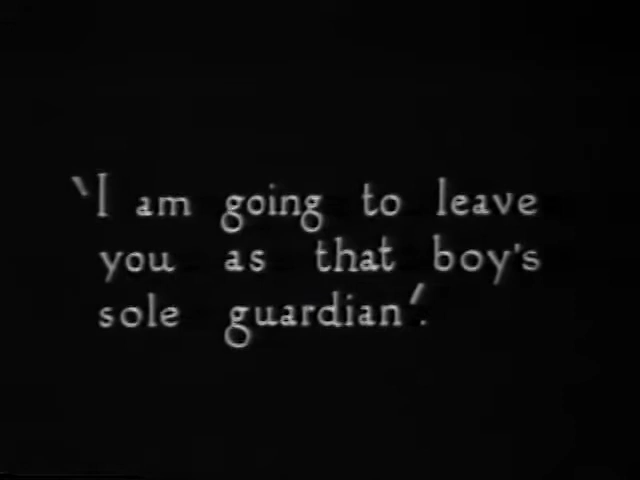 ‘I am going to leave
you as that boy's
sole guardian’.